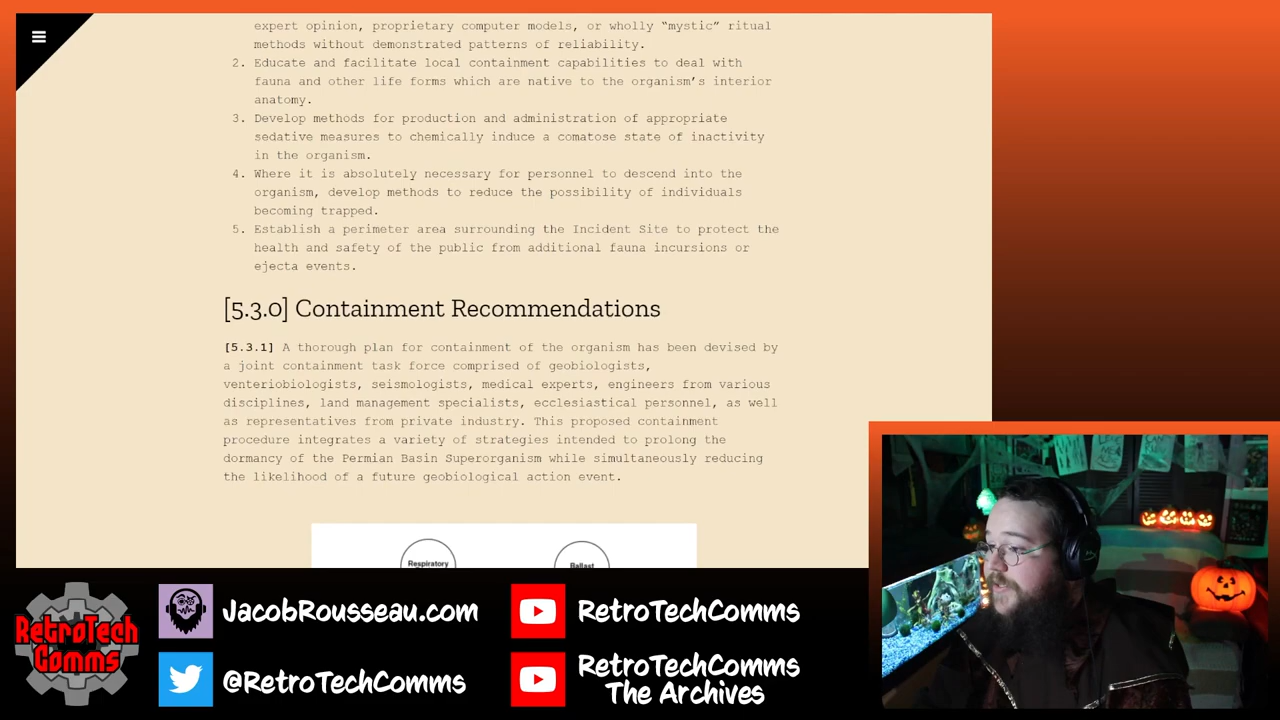 expert opinion, proprietary computer models, or wholly “mystic” ritual
methods without demonstrated patterns of reliability.
2. Educate and facilitate local containment capabilities to deal with
fauna and other life forms which are native to the organism’s interior
anatomy.
3. Develop methods for production and administration of appropriate
sedative measures to chemically induce a comatose state of inactivity
in the organism.
4. Where it is absolutely necessary for personnel to descend into the
organism, develop methods to reduce the possibility of individuals
becoming trapped.
5. Establish a perimeter area surrounding the Incident Site to protect the
health and safety of the public from additional fauna incursions or
ejecta events.
[5.3.0] Containment Recommendations
[5.3.1] A thorough plan for containment of the organism has been devised by
a joint containment task force comprised of geobiologists,
venteriobiologists, seismologists, medical experts, engineers from various
disciplines, land management specialists, ecclesiastical personnel, as well
as representatives from private industry. This proposed containment
procedure integrates a variety of strategies intended to prolong the
dormancy of the Permian Basin Superorganism while simultaneously reducing
the likelihood of a future geobiological action event.
Respiratory
Ballast
RetroTech
Comms
JacobRousseau.com
@RetroTechComms
RetroTechComms
RetroTechComms
The Archives